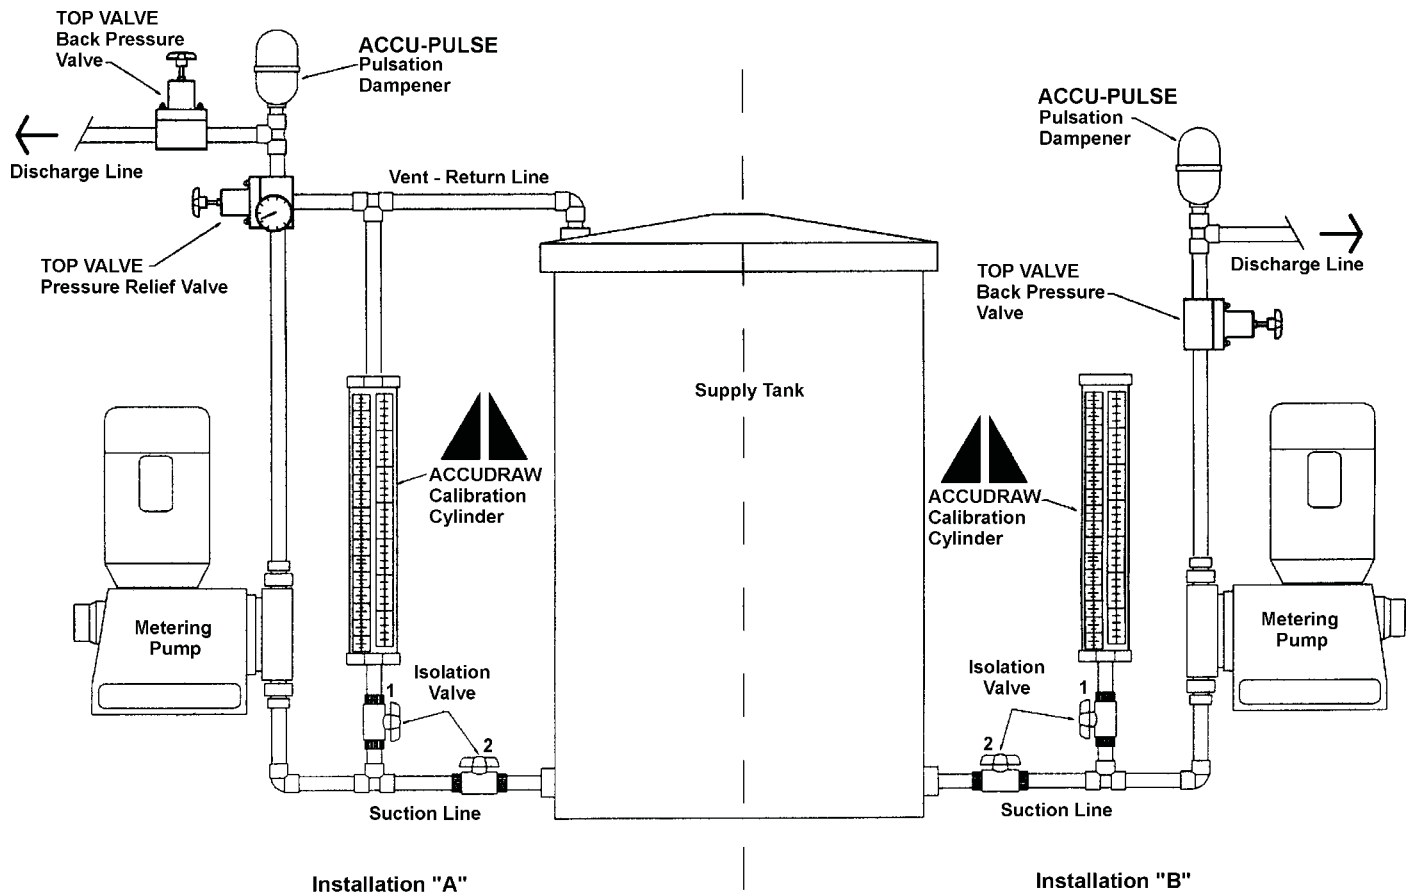 TOP VALVE
Back Pressure
Valve
ACCU-PULSE
Pulsation
Dampener
Discharge Line
Vent - Return Line
TOP VALVE
Pressure Relief Valve
ACCU-PULSE
Pulsation
Dampener
Discharge Line
TOP VALVE
Back Pressure
Valve
Supply Tank
ACCUDRAW
Calibration
Cylinder
ACCUDRAW
Calibration
Cylinder
Metering
Pump
Metering
Pump
Isolation
Valve
1
2
Isolation
Valve
1
2
Suction Line
Suction Line
Installation "A"
Installation "B"